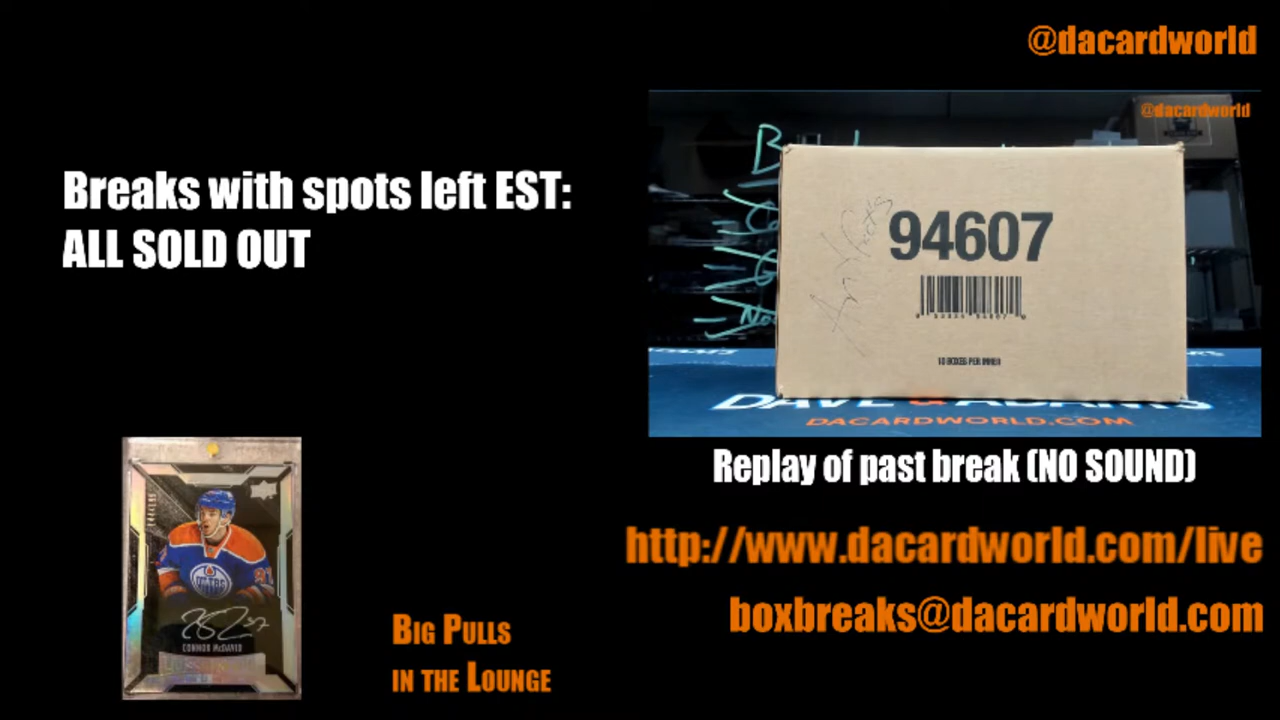 @dacardworld
@dacardworld
Breaks with spots left EST:
ALL SOLD OUT
94607
10 BOXES PER INNER
DAVE & ADAM'S
DACARDWORLD.COM
Replay of past break (NO SOUND)
http://www.dacardworld.com/live
boxbreaks@dacardworld.com
CONNOR McDAVID
BIG PULLS
IN THE LOUNGE